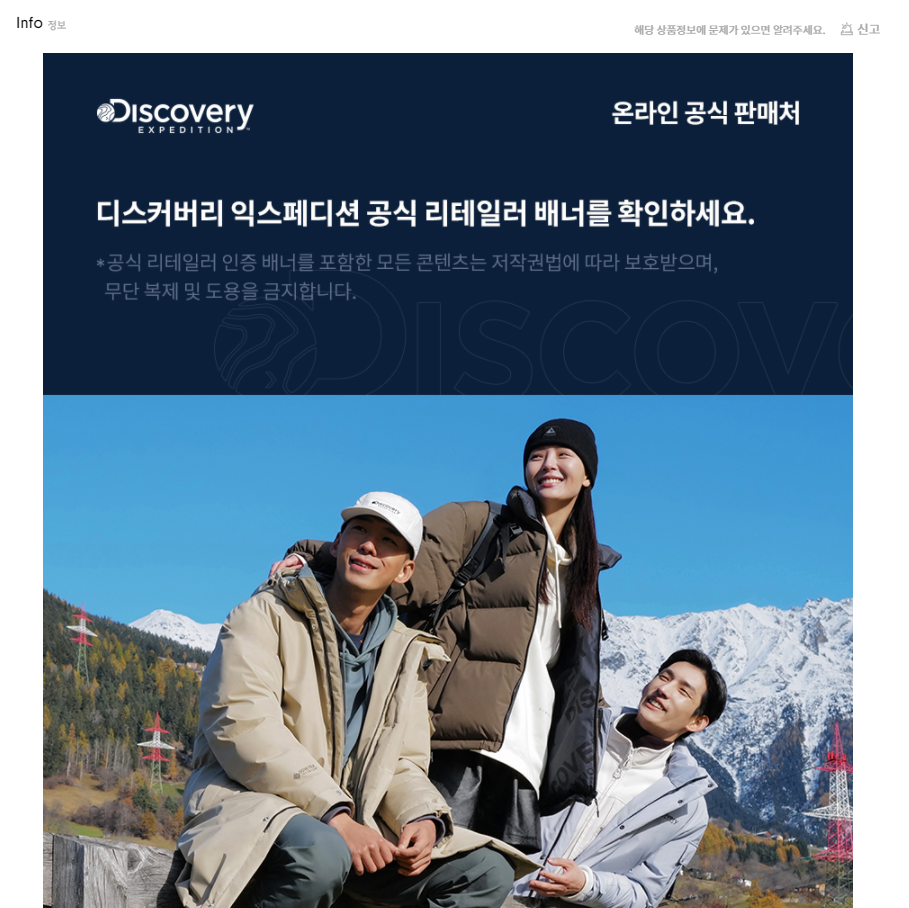 Info 정보
해당 상품정보에 문제가 있으면 알려주세요. 신고
Discovery
EXPEDITION™
온라인 공식 판매처
디스커버리 익스페디션 공식 리테일러 배너를 확인하세요.
*공식 리테일러 인증 배너를 포함한 모든 콘텐츠는 저작권법에 따라 보호받으며,
무단 복제 및 도용을 금지합니다.
Discovery